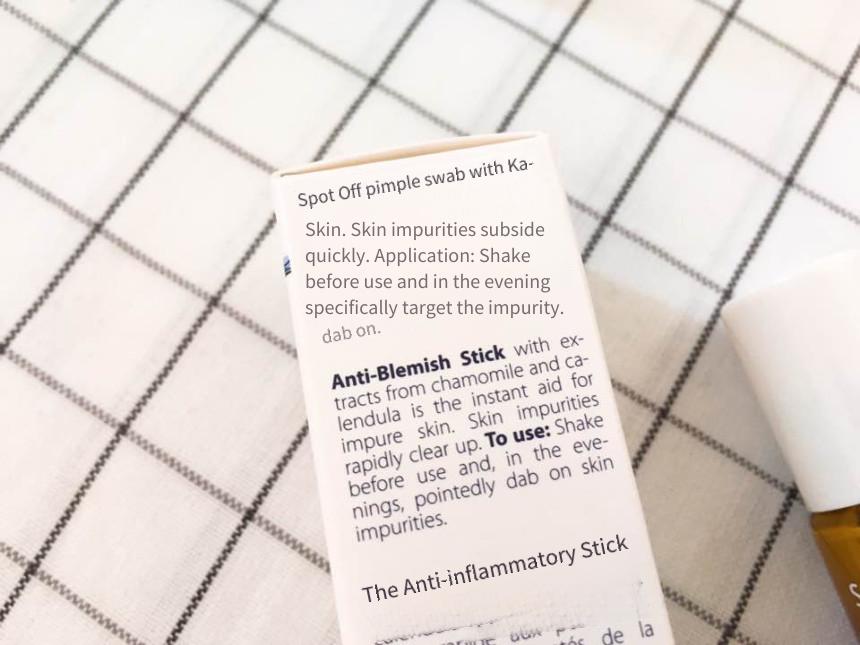 Spot Off pimple swab with Ka-
Skin. Skin impurities subside
quickly. Application: Shake
before use and in the evening
specifically target the impurity.
dab on.
Anti-Blemish Stick with ex-
tracts from chamomile and ca-
lendula is the instant aid for
impure skin. Skin impurities
rapidly clear up. To use: Shake
before use and, in the eve-
nings, pointedly dab on skin
impurities.
The Anti-inflammatory Stick
de la